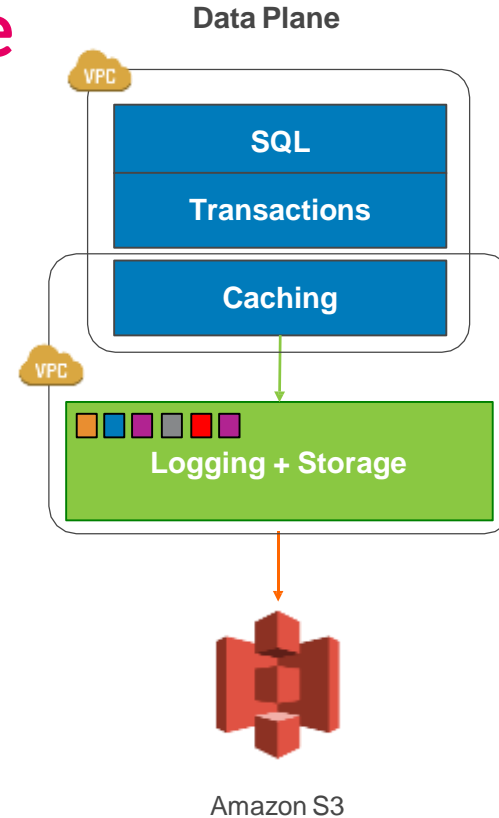 e
Data Plane
VPC
SQL
Transactions
Caching
VPC
Logging + Storage
Amazon S3